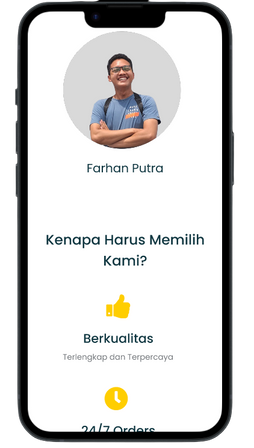 Farhan Putra
Kenapa Harus Memilih
Kami?
Berkualitas
Terlengkap dan Terpercaya
24/7 Orders